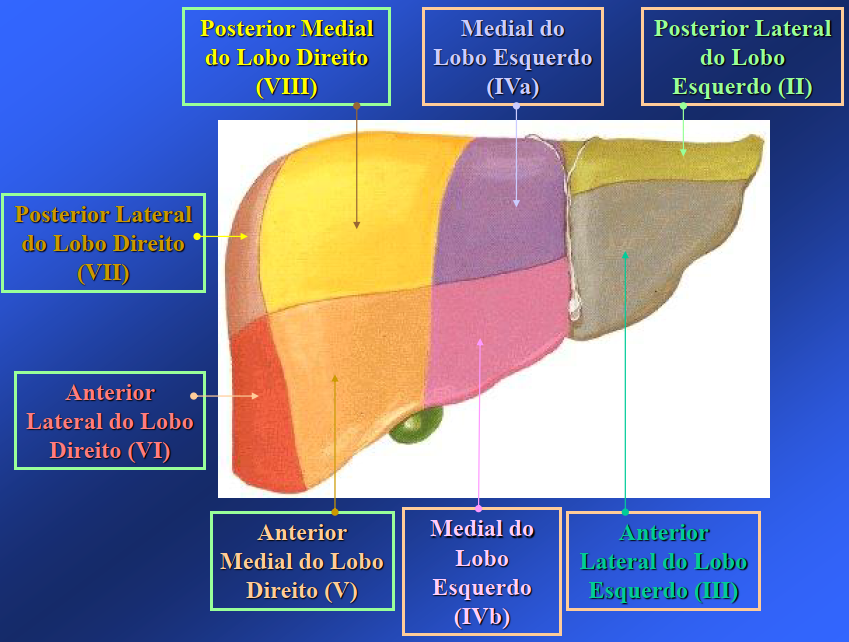 Posterior Medial
do Lobo Direito
(VIII)
Medial do
Lobo Esquerdo
(IVa)
Posterior Lateral
do Lobo
Esquerdo (II)
Posterior Lateral
do Lobo Direito
(VII)
Anterior
Lateral do Lobo
Direito (VI)
Anterior
Medial do Lobo
Direito (V)
Medial do
Lobo
Esquerdo
(IVb)
Anterior
Lateral do Lobo
Esquerdo (III)